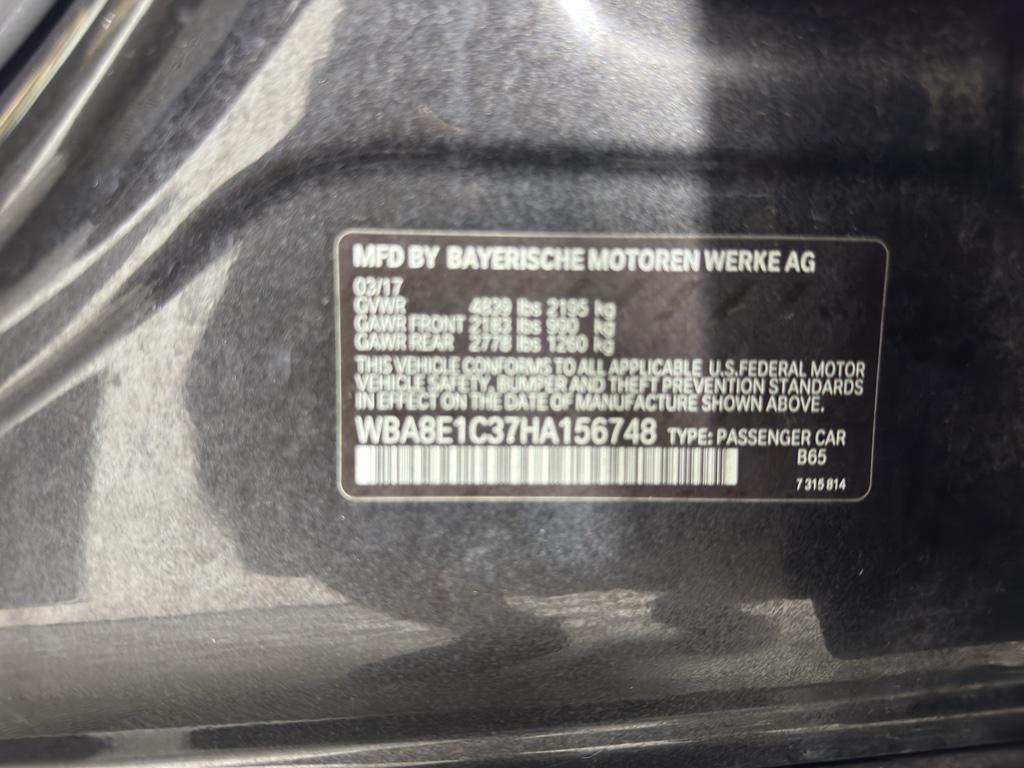 MFD BY BAYERISCHE MOTOREN WERKE AG
03/17
GVWR 4839 lbs 2195 kg
GAWR FRONT 2183 lbs 990 kg
GAWR REAR 2778 lbs 1260 kg
THIS VEHICLE CONFORMS TO ALL APPLICABLE U.S.FEDERAL MOTOR
VEHICLE SAFETY, BUMPER AND THEFT PREVENTION STANDARDS
IN EFFECT ON THE DATE OF MANUFACTURE SHOWN ABOVE.
WBA8E1C37HA156748 TYPE: PASSENGER CAR
B65
7 315 814